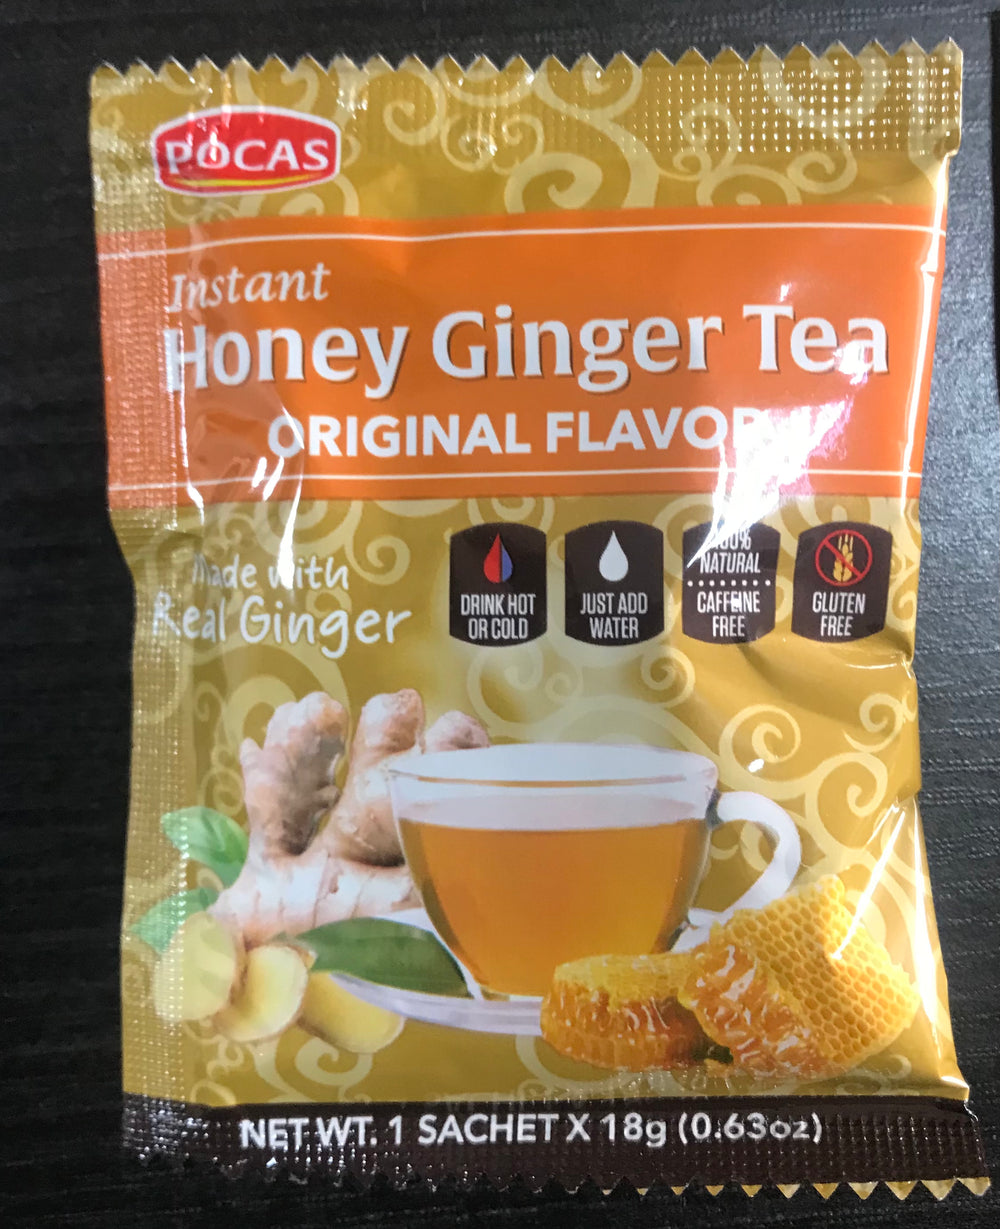 POCAS
Instant
Honey Ginger Tea
ORIGINAL FLAVOR
Made with
Real Ginger
DRINK HOT
OR COLD
JUST ADD
WATER
100%
NATURAL
CAFFEINE
FREE
GLUTEN
FREE
NET WT. 1 SACHET X 18g (0.63oz)